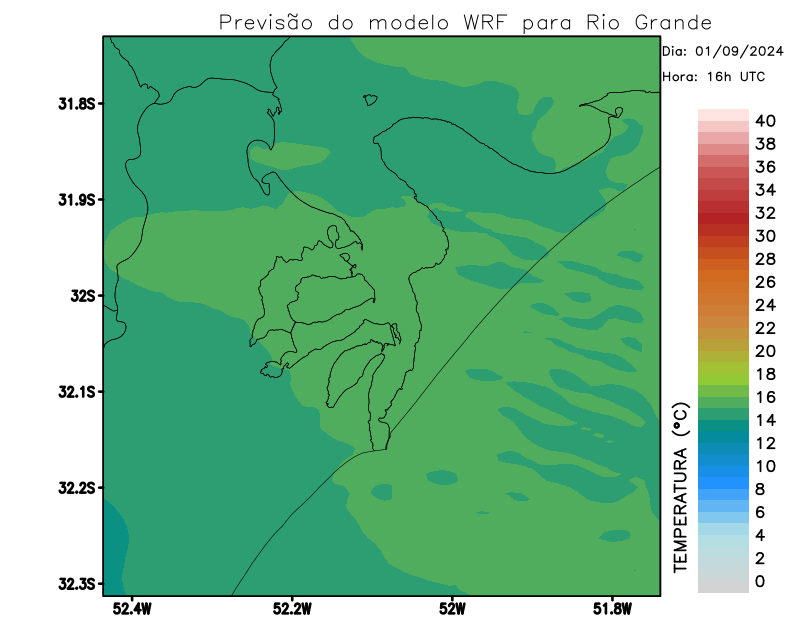 Previsão do modelo WRF para Rio Grande
Dia: 01/09/2024
Hora: 16h UTC
31.8S
31.9S
32S
32.1S
32.2S
32.3S
52.4W
52.2W
52W
51.8W
TEMPERATURA (°C)
40
38
36
34
32
30
28
26
24
22
20
18
16
14
12
10
8
6
4
2
0